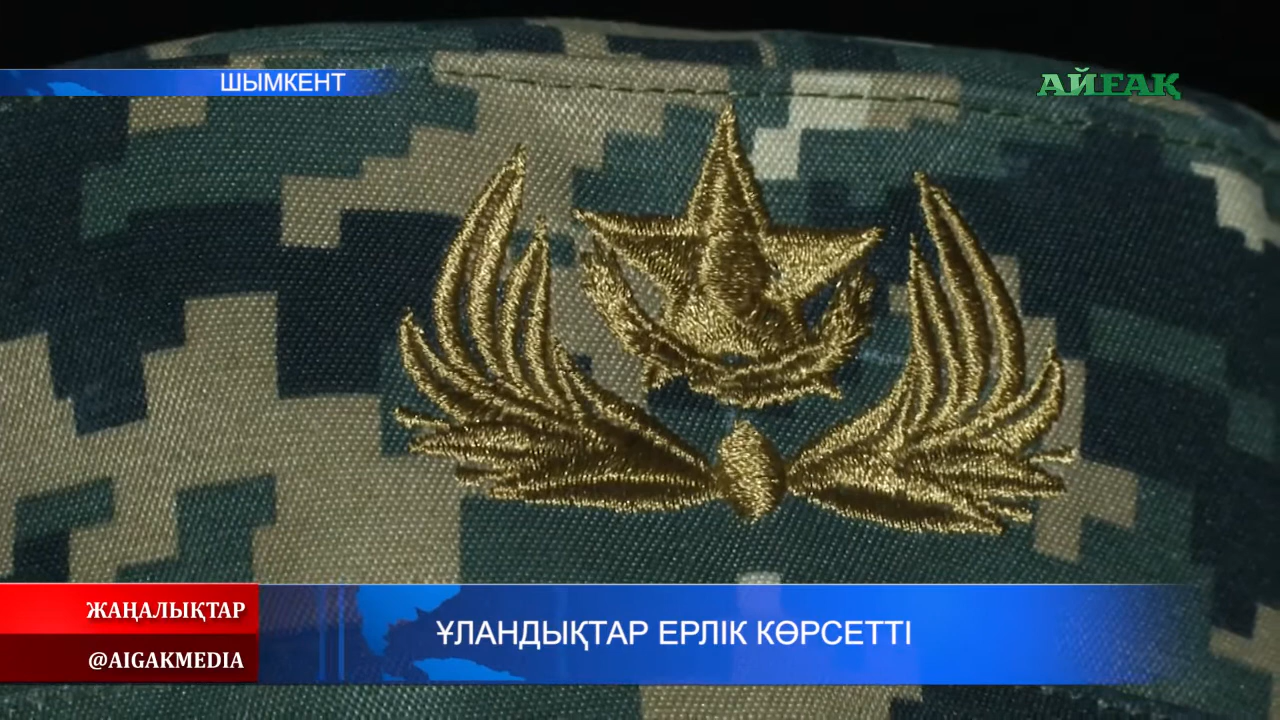 ШЫМКЕНТ
АЙҒАҚ
ЖАҢАЛЫҚТАР
@AIGAKMEDIA
ҰЛАНДЫҚТАР ЕРЛІК КӨРСЕТТІ